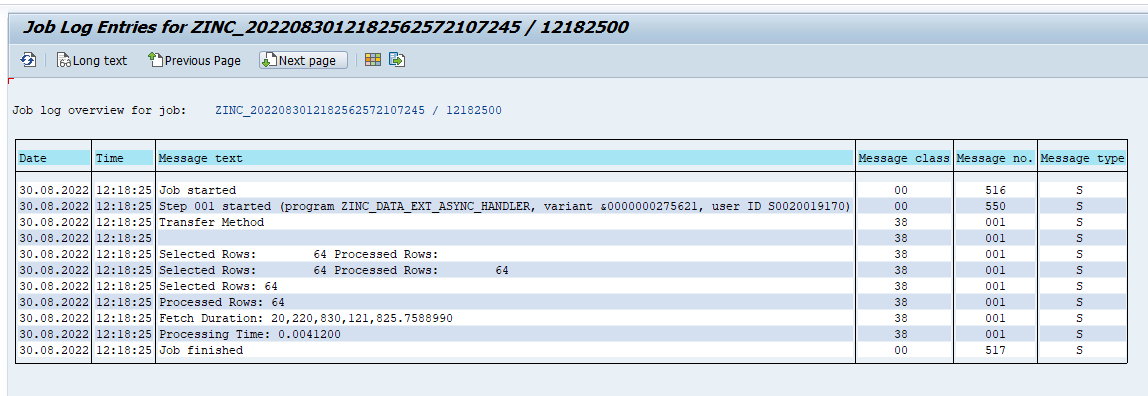 Job Log Entries for ZINC_2022083012182562572107245 / 12182500
Long text Previous Page Next page
Job log overview for job: ZINC_2022083012182562572107245 / 12182500
Date Time Message text Message class Message no. Message type
30.08.2022 12:18:25 Job started 00 516 S
30.08.2022 12:18:25 Step 001 started (program ZINC_DATA_EXT_ASYNC_HANDLER, variant &0000000275621, user ID S0020019170) 00 550 S
30.08.2022 12:18:25 Transfer Method 38 001 S
30.08.2022 12:18:25 38 001 S
30.08.2022 12:18:25 Selected Rows: 64 Processed Rows: 38 001 S
30.08.2022 12:18:25 Selected Rows: 64 Processed Rows: 64 38 001 S
30.08.2022 12:18:25 Selected Rows: 64 38 001 S
30.08.2022 12:18:25 Processed Rows: 64 38 001 S
30.08.2022 12:18:25 Fetch Duration: 20,220,830,121,825.7588990 38 001 S
30.08.2022 12:18:25 Processing Time: 0.0041200 38 001 S
30.08.2022 12:18:25 Job finished 00 517 S